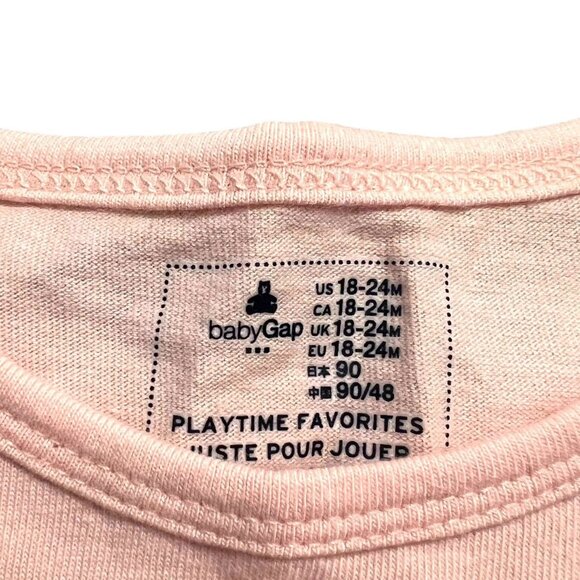 babyGap
US 18-24M
CA 18-24M
UK 18-24M
EU 18-24M
日本 90
中国 90/48
PLAYTIME FAVORITES
JUSTE POUR JOUER